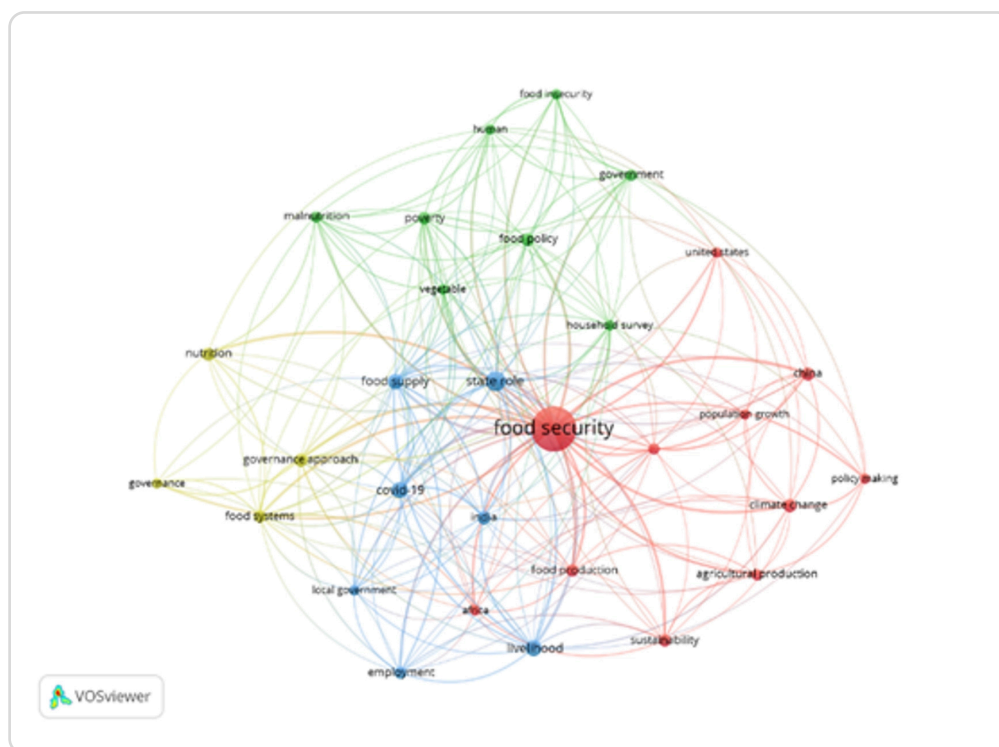 food insecurity
human
government
malnutrition
poverty
food policy
united states
vegetable
household survey
nutrition
food supply
state role
china
population growth
food security
governance approach
policy making
governance
covid-19
climate change
food systems
india
food production
agricultural production
local government
africa
sustainability
livelihood
employment
VOSviewer